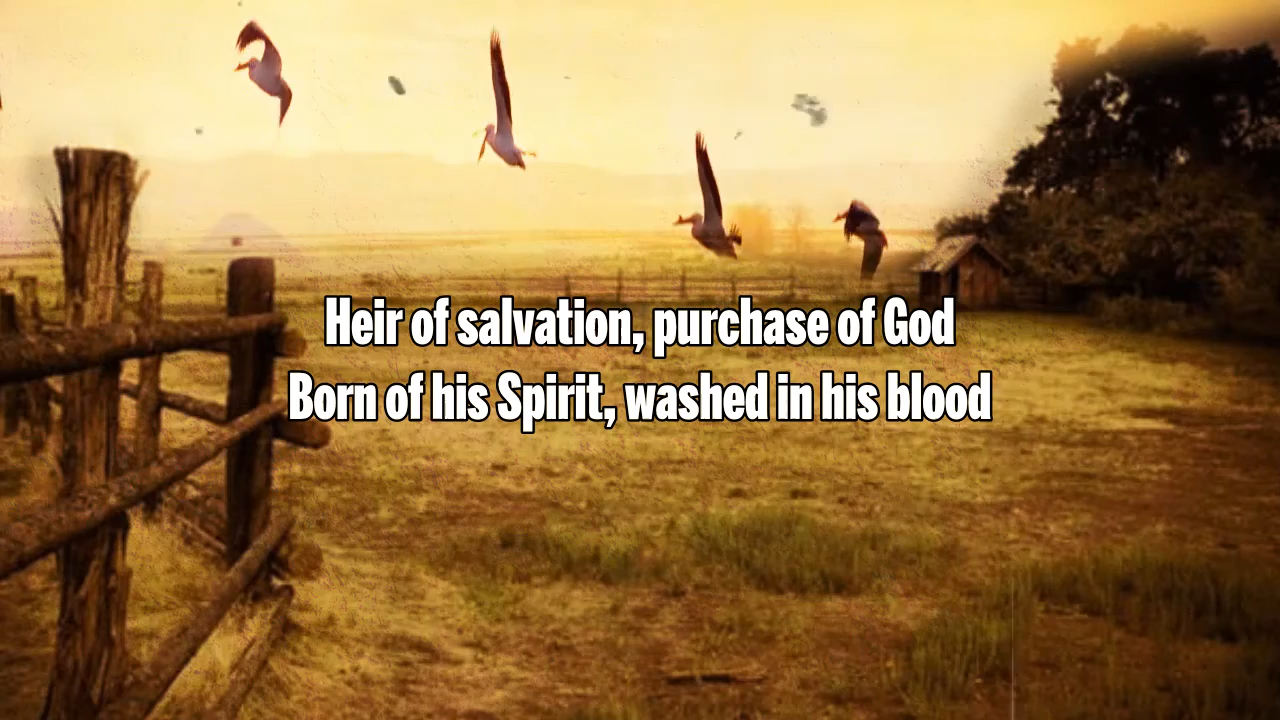 Heir of salvation, purchase of God
Born of his Spirit, washed in his blood